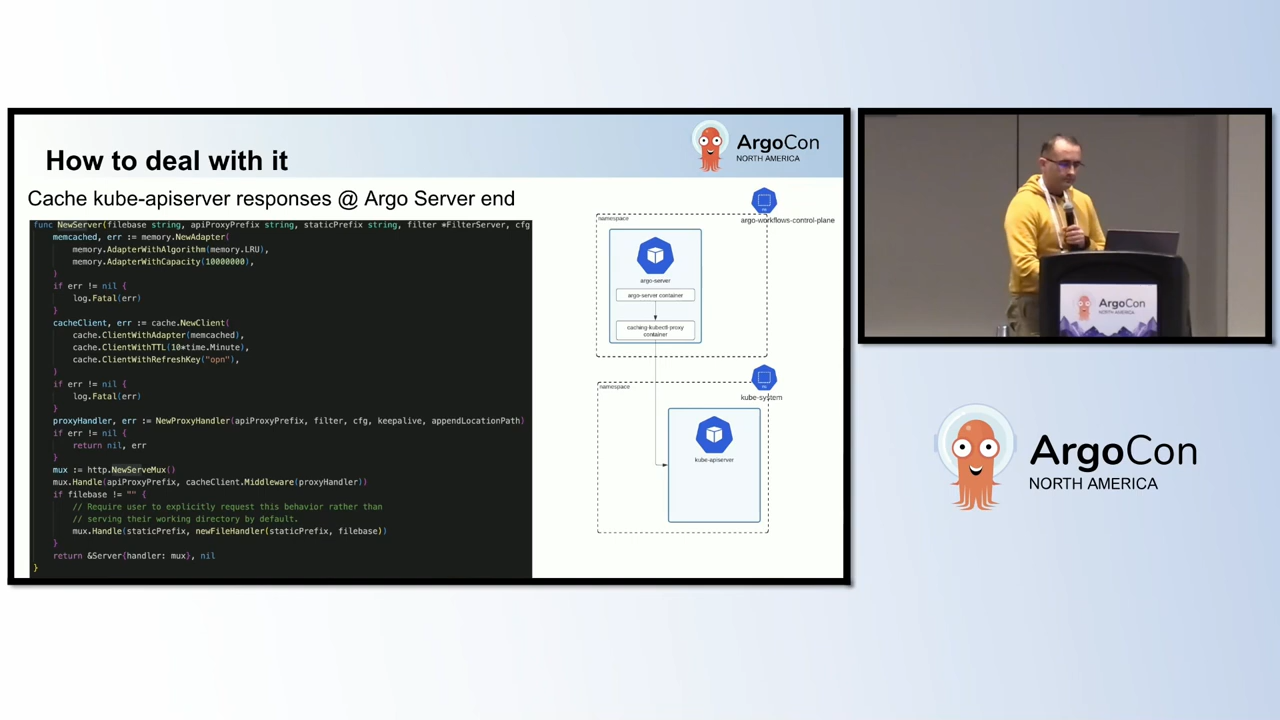 How to deal with it
ArgoCon
NORTH AMERICA
Cache kube-apiserver responses @ Argo Server end
func NewServer(filebase string, apiProxyPrefix string, staticPrefix string, filter *FilterServer, cfg
memcached, err := memory.NewAdapter(
memory.AdapterWithAlgorithm(memory.LRU),
memory.AdapterWithCapacity(10000000),
)
if err != nil {
log.Fatal(err)
}
cacheClient, err := cache.NewClient(
cache.ClientWithAdapter(memcached),
cache.ClientWithTTL(10*time.Minute),
cache.ClientWithRefreshKey("opn"),
)
if err != nil {
log.Fatal(err)
}
proxyHandler, err := NewProxyHandler(apiProxyPrefix, filter, cfg, keepalive, appendLocationPath)
if err != nil {
return nil, err
}
mux := http.NewServeMux()
mux.Handle(apiProxyPrefix, cacheClient.Middleware(proxyHandler))
if filebase != "" {
// Require user to explicitly request this behavior rather than
// serving their working directory by default.
mux.Handle(staticPrefix, newFileHandler(staticPrefix, filebase))
}
return &Server{handler: mux}, nil
}
namespace
argo-workflows-control-plane
argo-server
argo-server container
caching-kubectl-proxy
container
namespace
kube-system
kube-apiserver
ArgoCon
NORTH AMERICA
ArgoCon
NORTH AMERICA